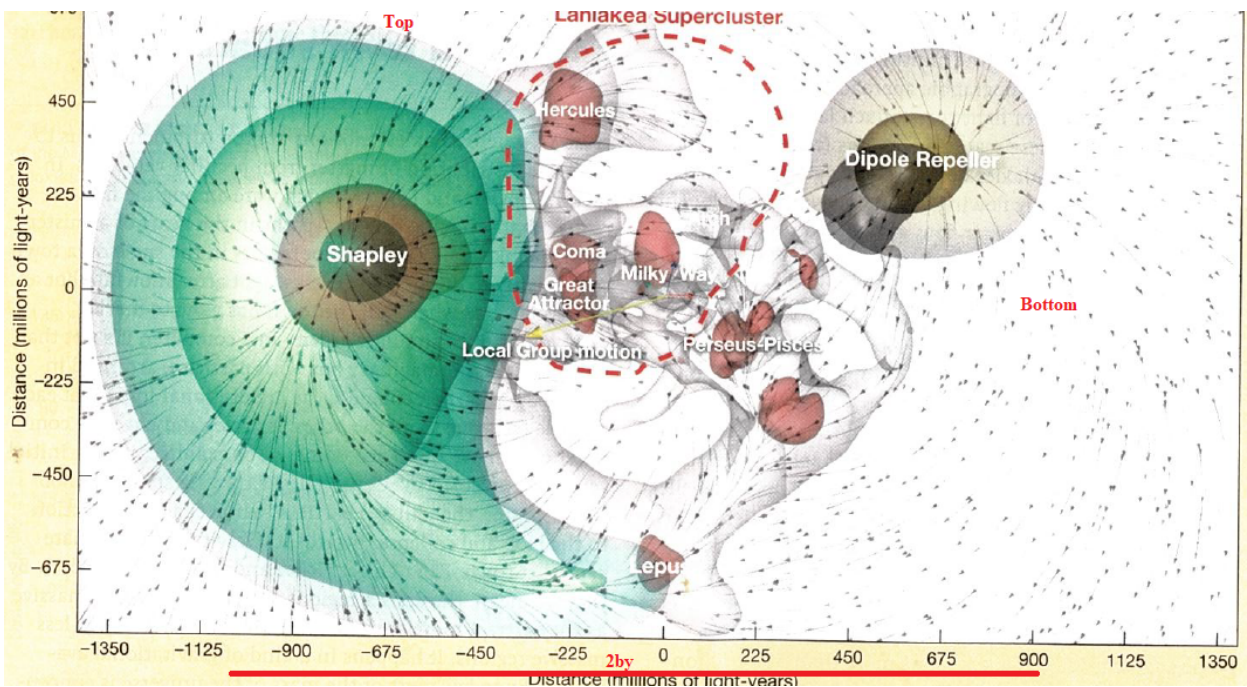 Laniakea Supercluster
Top
450
Hercules
Dipole Repeller
225
Shapley
Coma
Milky Way
0
Great
Attractor
Bottom
Local Group motion
Perseus-Pisces
−225
−450
−675
Lepus
Distance (millions of light-years)
−1350 −1125 −900 −675 −450 −225 0 225 450 675 900 1125 1350
2by
Distance (millions of light-years)